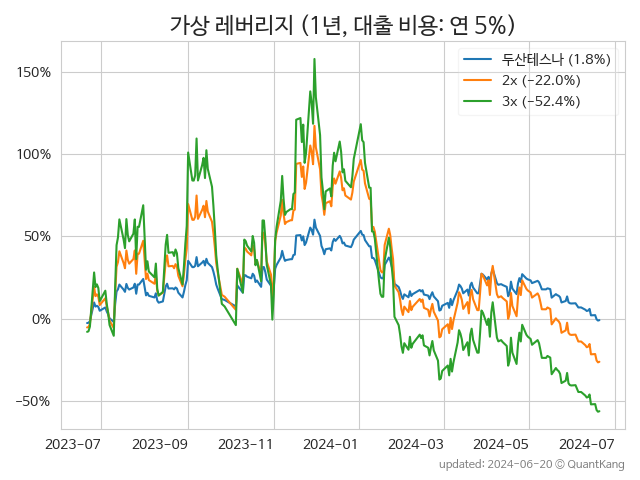 가상 레버리지 (1년, 대출 비용: 연 5%)
두산테스나 (1.8%)
2x (−22.0%)
3x (−52.4%)
150%
100%
50%
0%
−50%
2023-07 2023-09 2023-11 2024-01 2024-03 2024-05 2024-07
updated: 2024-06-20 © QuantKang